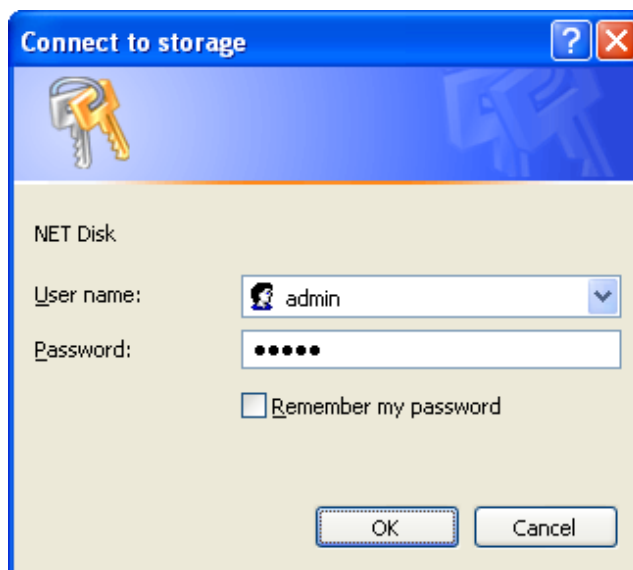 Connect to storage
NET Disk
User name: admin
Password: •••••
Remember my password
OK Cancel